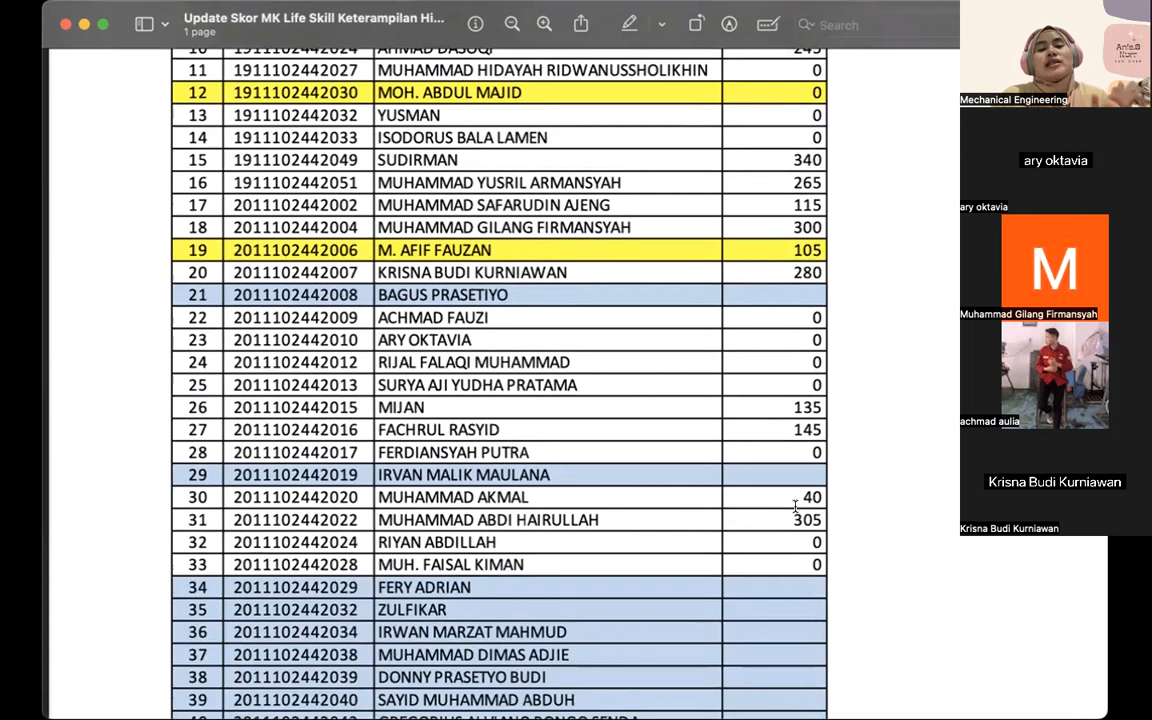 Update Skor MK Life Skill Keterampilan Hi...
1 page
Search
11 1911102442027 MUHAMMAD HIDAYAH RIDWANUSSHOLIKHIN 0
12 1911102442030 MOH. ABDUL MAJID 0
13 1911102442032 YUSMAN 0
14 1911102442033 ISODORUS BALA LAMEN 0
15 1911102442049 SUDIRMAN 340
16 1911102442051 MUHAMMAD YUSRIL ARMANSYAH 265
17 2011102442002 MUHAMMAD SAFARUDIN AJENG 115
18 2011102442004 MUHAMMAD GILANG FIRMANSYAH 300
19 2011102442006 M. AFIF FAUZAN 105
20 2011102442007 KRISNA BUDI KURNIAWAN 280
21 2011102442008 BAGUS PRASETIYO
22 2011102442009 ACHMAD FAUZI 0
23 2011102442010 ARY OKTAVIA 0
24 2011102442012 RIJAL FALAQI MUHAMMAD 0
25 2011102442013 SURYA AJI YUDHA PRATAMA 0
26 2011102442015 MIJAN 135
27 2011102442016 FACHRUL RASYID 145
28 2011102442017 FERDIANSYAH PUTRA 0
29 2011102442019 IRVAN MALIK MAULANA
30 2011102442020 MUHAMMAD AKMAL 40
31 2011102442022 MUHAMMAD ABDI HAIRULLAH 305
32 2011102442024 RIYAN ABDILLAH 0
33 2011102442028 MUH. FAISAL KIMAN 0
34 2011102442029 FERY ADRIAN
35 2011102442032 ZULFIKAR
36 2011102442034 IRWAN MARZAT MAHMUD
37 2011102442038 MUHAMMAD DIMAS ADJIE
38 2011102442039 DONNY PRASETYO BUDI
39 2011102442040 SAYID MUHAMMAD ABDUH
Mechanical Engineering
ary oktavia
ary oktavia
M
Muhammad Gilang Firmansyah
achmad aulia
Krisna Budi Kurniawan
Krisna Budi Kurniawan